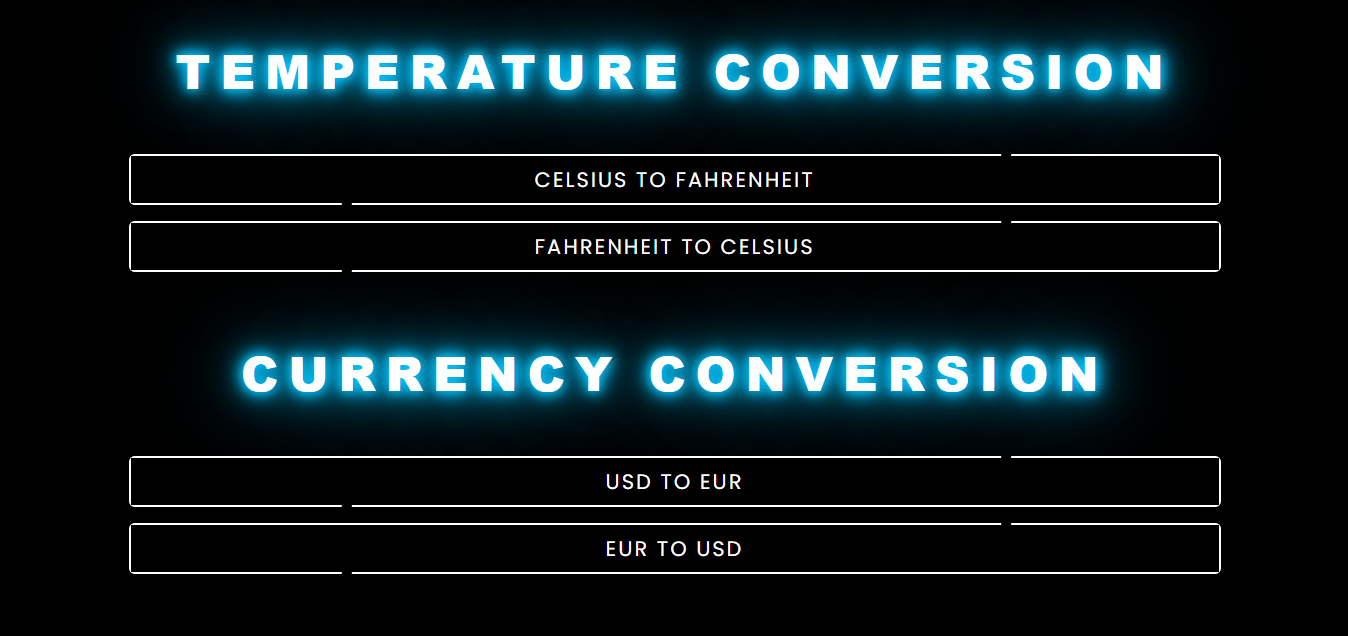 TEMPERATURE CONVERSION
CELSIUS TO FAHRENHEIT
FAHRENHEIT TO CELSIUS
CURRENCY CONVERSION
USD TO EUR
EUR TO USD